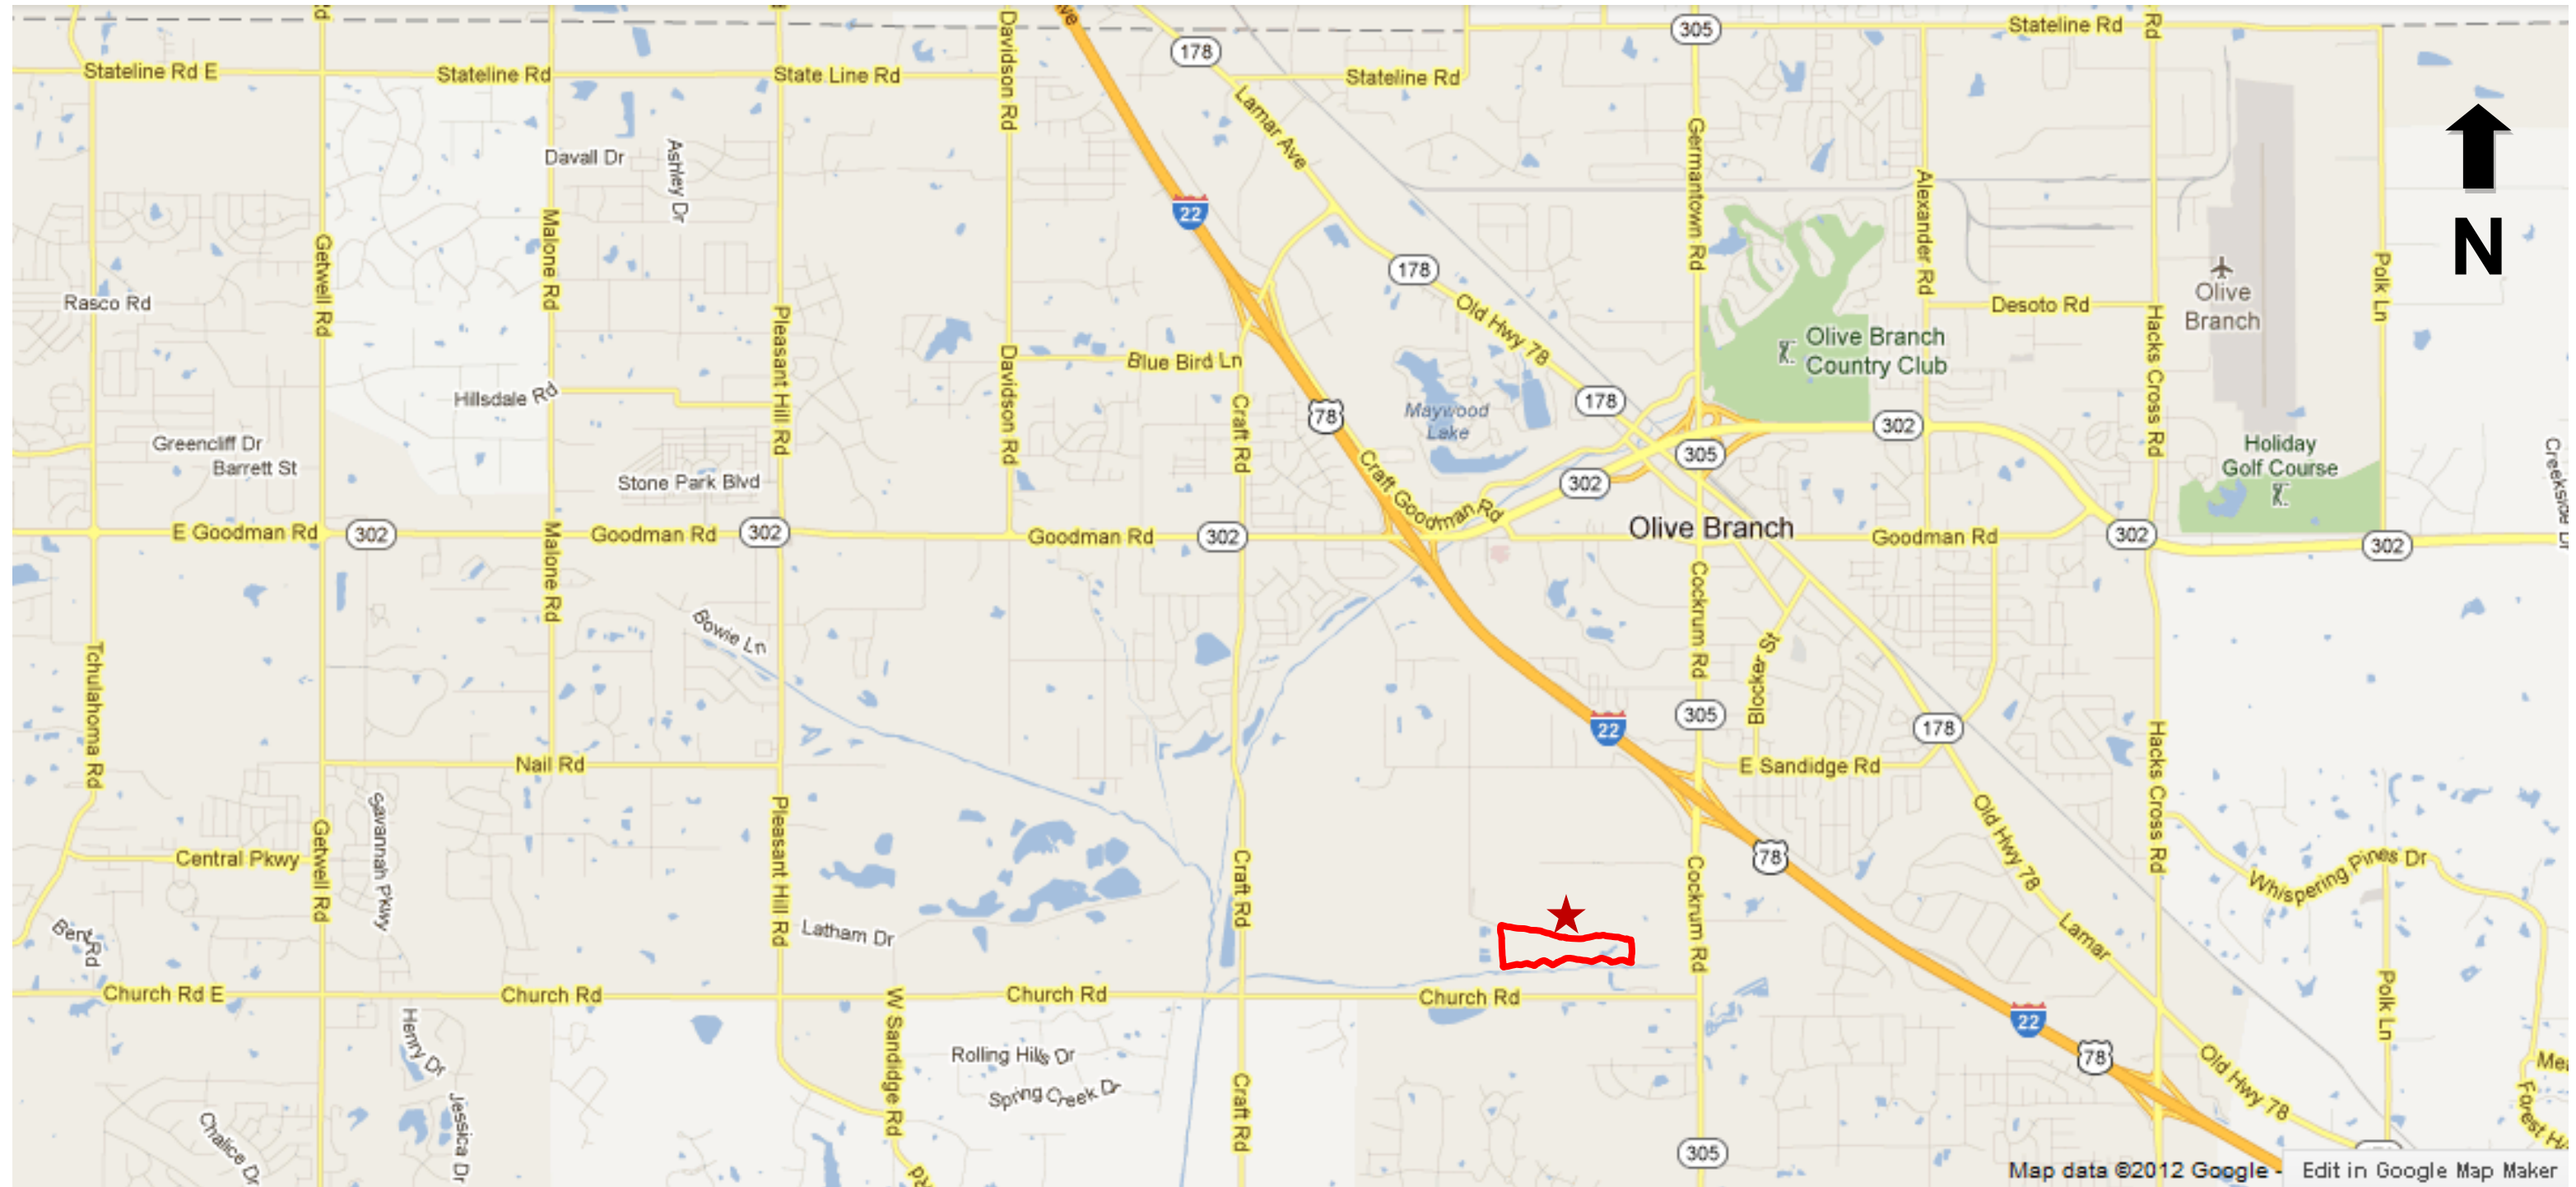 305
Stateline Rd
178
Stateline Rd E
Stateline Rd
State Line Rd
Davidson Rd
Stateline Rd
Lamar Ave
Germantown Rd
Davall Dr
Ashley Dr
Malone Rd
22
Alexander Rd
N
Getwell Rd
178
Polk Ln
Rasco Rd
Olive
Branch
Desoto Rd
Old Hwy 78
Pleasant Hill Rd
Hacks Cross Rd
Olive Branch
Country Club
Davidson Rd
Blue Bird Ln
Hillsdale Rd
Craft Rd
78
178
Maywood
Lake
302
Greencliff Dr
Barrett St
305
Holiday
Golf Course
Stone Park Blvd
302
Craft Goodman Rd
E Goodman Rd
302
Goodman Rd
302
Goodman Rd
302
Olive Branch
Goodman Rd
302
302
Malone Rd
Cockrum Rd
Bowie Ln
Blocker St
Tchulahoma Rd
305
22
178
Nail Rd
E Sandidge Rd
Hacks Cross Rd
Savannah Pkwy
Pleasant Hill Rd
Old Hwy 78
Getwell Rd
Central Pkwy
Craft Rd
Cockrum Rd
78
Whispering Pines Dr
Latham Dr
Bent Rd
Lamar
Church Rd E
Church Rd
Church Rd
Church Rd
W Sandidge Rd
Polk Ln
Henry Dr
22
Rolling Hills Dr
78
Old Hwy 78
Spring Creek Dr
Craft Rd
Jessica Dr
Chalice Dr
Rd
305
Map data ©2012 Google -
Edit in Google Map Maker